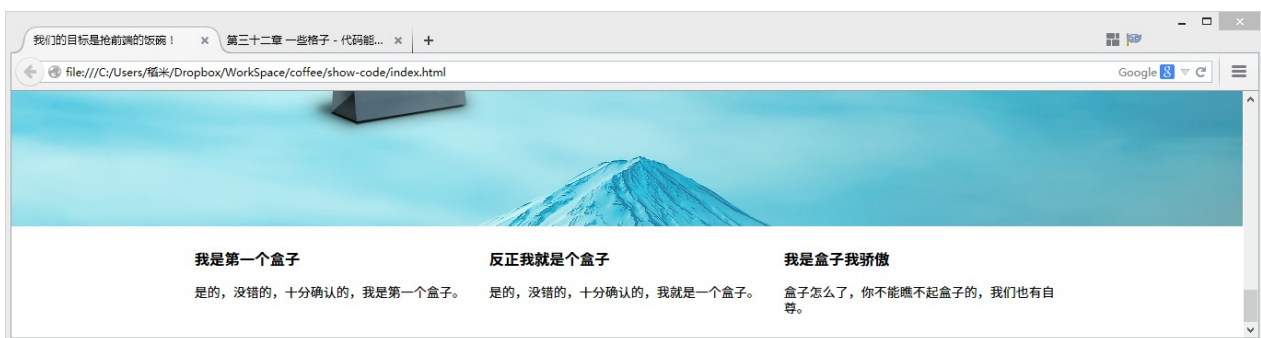 我们的目标是抢前端的饭碗！
第三十二章 一些格子 - 代码能...
file:///C:/Users/稻米/Dropbox/WorkSpace/coffee/show-code/index.html
Google 8
我是第一个盒子
是的，没错的，十分确认的，我是第一个盒子。
反正我就是个盒子
是的，没错的，十分确认的，我就是一个盒子。
我是盒子我骄傲
盒子怎么了，你不能瞧不起盒子的，我们也有自
尊。